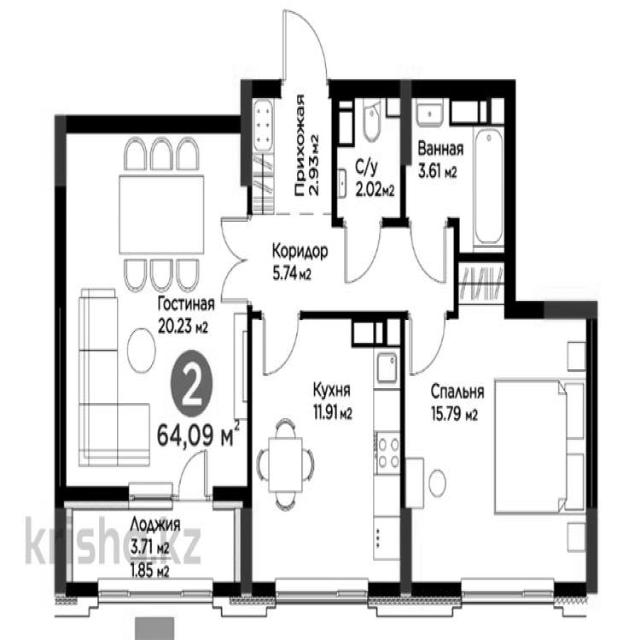 Прихожая
2.93 м2
С/у
2.02 м2
Ванная
3.61 м2
Коридор
5.74 м2
Гостиная
20.23 м2
2
64,09 м²
Кухня
11.91 м2
Спальня
15.79 м2
Лоджия
3.71 м2
1.85 м2
krisha.kz